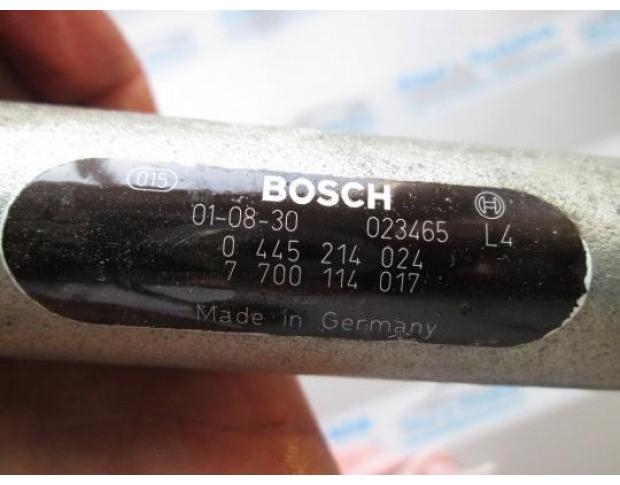 015 BOSCH
01-08-30 023465 L4
0 445 214 024
7 700 114 017
Made in Germany